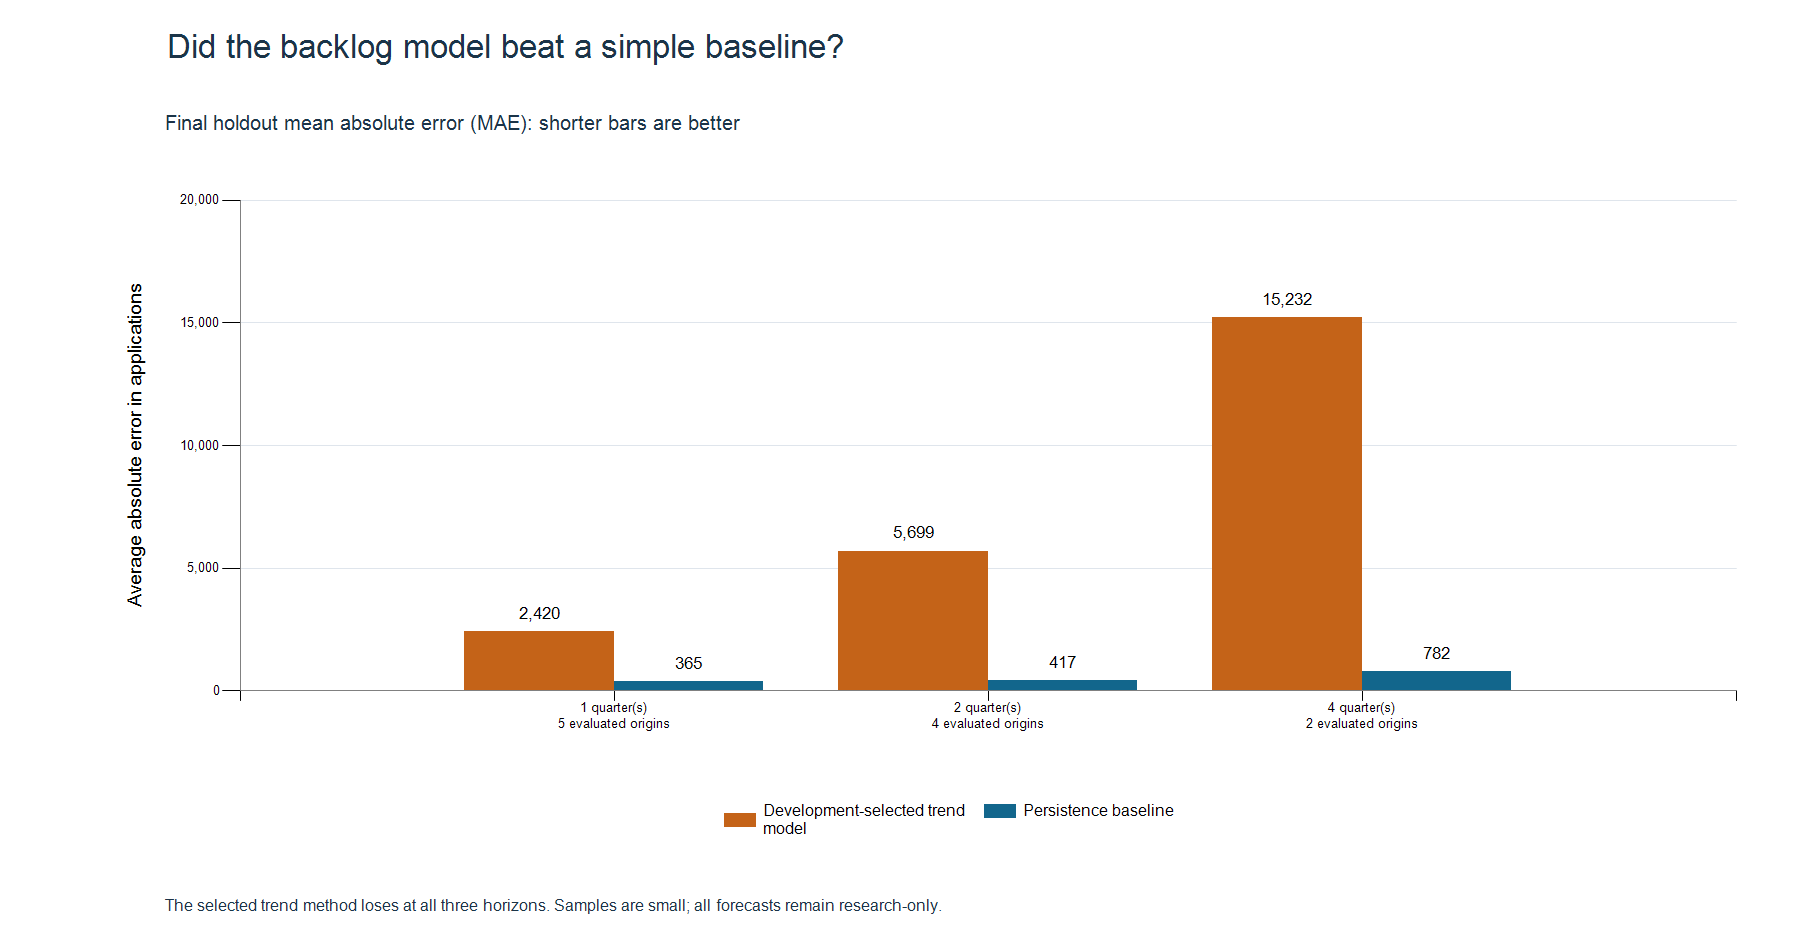 Did the backlog model beat a simple baseline?
Final holdout mean absolute error (MAE): shorter bars are better
Average absolute error in applications
20,000
15,000
10,000
5,000
0
2,420
365
5,699
417
15,232
782
1 quarter(s)
5 evaluated origins
2 quarter(s)
4 evaluated origins
4 quarter(s)
2 evaluated origins
Development-selected trend
model
Persistence baseline
The selected trend method loses at all three horizons. Samples are small; all forecasts remain research-only.